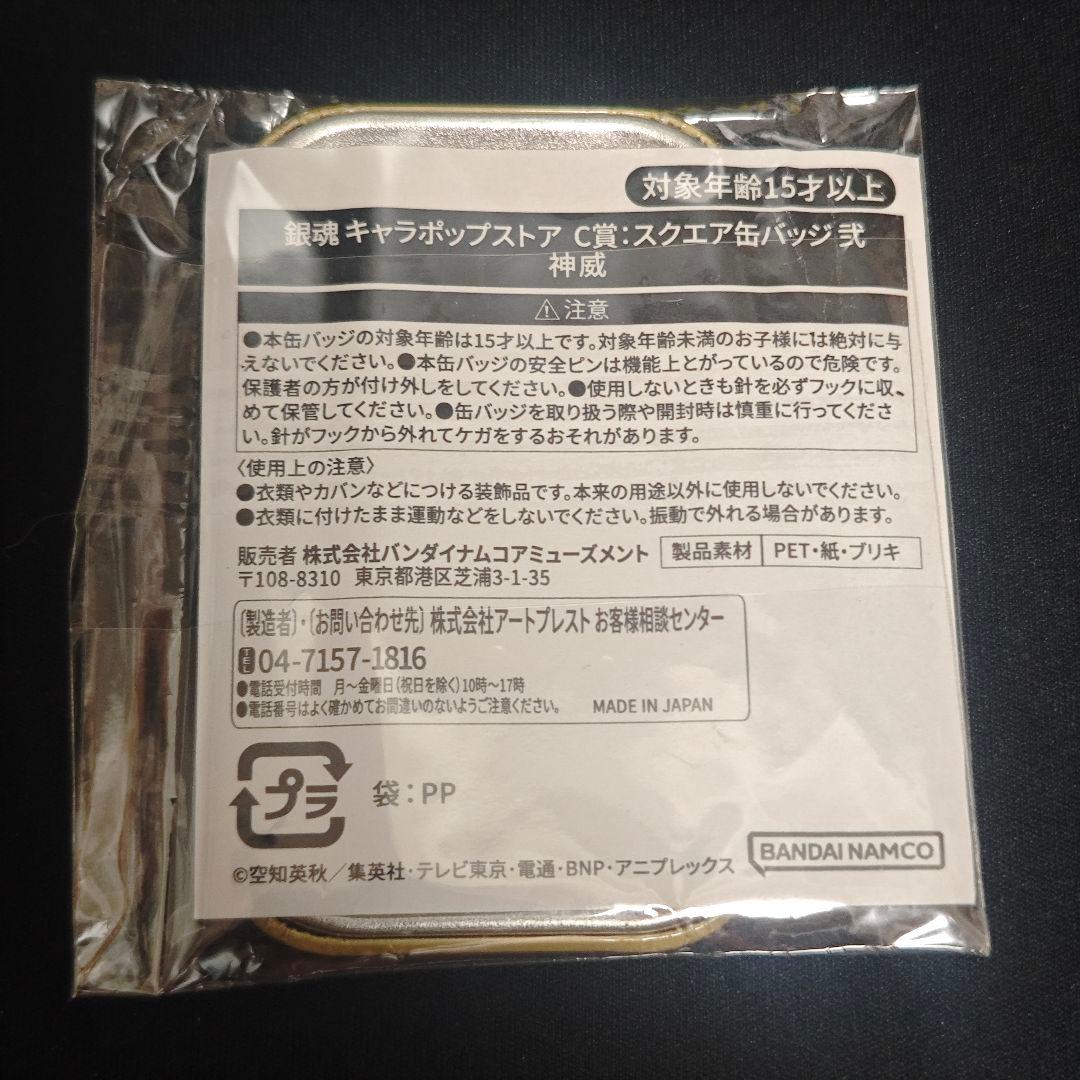 対象年齢15才以上
銀魂 キャラポップストア C賞：スクエア缶バッジ 弐
神威
⚠注意
●本缶バッジの対象年齢は15才以上です。対象年齢未満のお子様には絶対に与
えないでください。●本缶バッジの安全ピンは機能上とがっているので危険です。
保護者の方が付け外しをしてください。●使用しないときも針を必ずフックに収
めて保管してください。●缶バッジを取り扱う際や開封時は慎重に行ってくださ
い。針がフックから外れてケガをするおそれがあります。
〈使用上の注意〉
●衣類やカバンなどにつける装飾品です。本来の用途以外に使用しないでください。
●衣類に付けたまま運動などをしないでください。振動で外れる場合があります。
販売者 株式会社バンダイナムコアミューズメント 製品素材 PET・紙・ブリキ
〒108-8310 東京都港区芝浦3-1-35
〔製造者〕・〔お問い合わせ先〕株式会社アートプレスト お客様相談センター
TEL 04-7157-1816
●電話受付時間 月〜金曜日（祝日を除く）10時〜17時
●電話番号はよく確かめてお間違いのないようご注意ください。 MADE IN JAPAN
プラ 袋：PP
BANDAI NAMCO
©空知英秋／集英社・テレビ東京・電通・BNP・アニプレックス